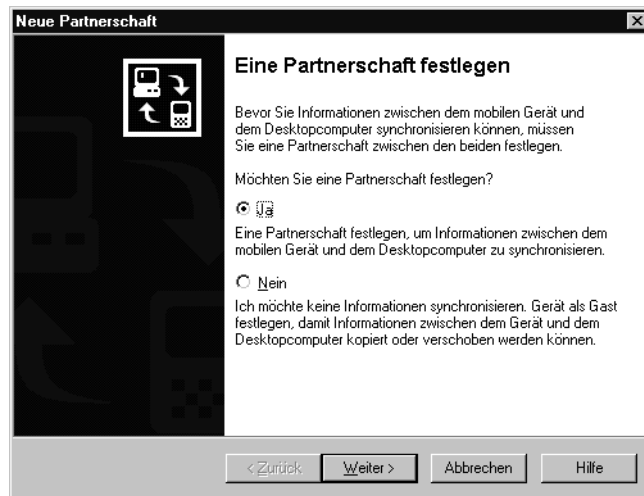 Neue Partnerschaft
Eine Partnerschaft festlegen
Bevor Sie Informationen zwischen dem mobilen Gerät und
dem Desktopcomputer synchronisieren können, müssen
Sie eine Partnerschaft zwischen den beiden festlegen.
Möchten Sie eine Partnerschaft festlegen?
Ja
Eine Partnerschaft festlegen, um Informationen zwischen dem
mobilen Gerät und dem Desktopcomputer zu synchronisieren.
Nein
Ich möchte keine Informationen synchronisieren. Gerät als Gast
festlegen, damit Informationen zwischen dem Gerät und dem
Desktopcomputer kopiert oder verschoben werden können.
< Zurück Weiter > Abbrechen Hilfe